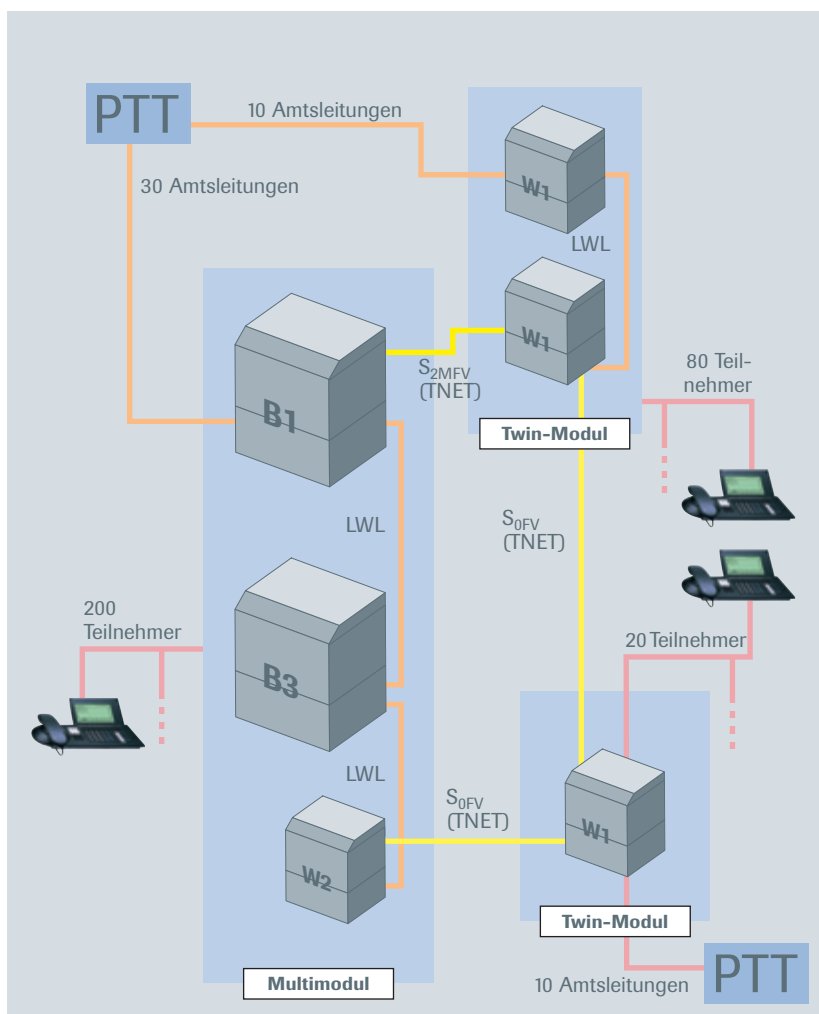 PTT
10 Amtsleitungen
30 Amtsleitungen
W1
LWL
W1
S2MFV
(TNET)
Twin-Modul
80 Teil-
nehmer
B1
LWL
S0FV
(TNET)
200
Teilnehmer
20 Teilnehmer
B3
LWL
S0FV
(TNET)
W1
W2
Twin-Modul
Multimodul
10 Amtsleitungen
PTT